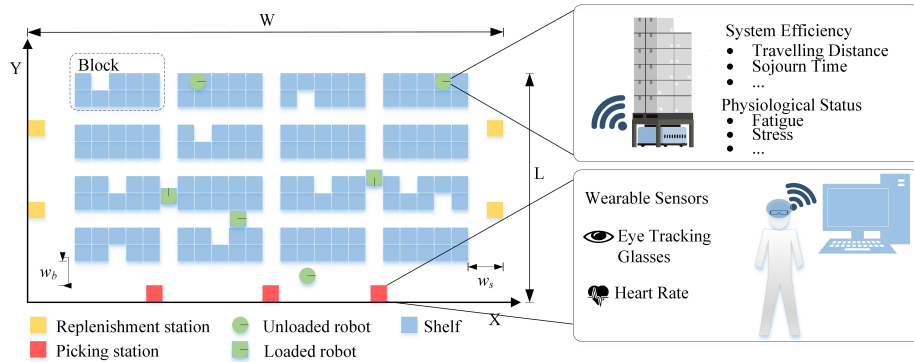 W
Y
Block
L
w_b
w_s
X
System Efficiency
● Travelling Distance
● Sojourn Time
● ...
Physiological Status
● Fatigue
● Stress
● ...
Wearable Sensors
Eye Tracking
Glasses
Heart Rate
Replenishment station
Unloaded robot
Shelf
Picking station
Loaded robot